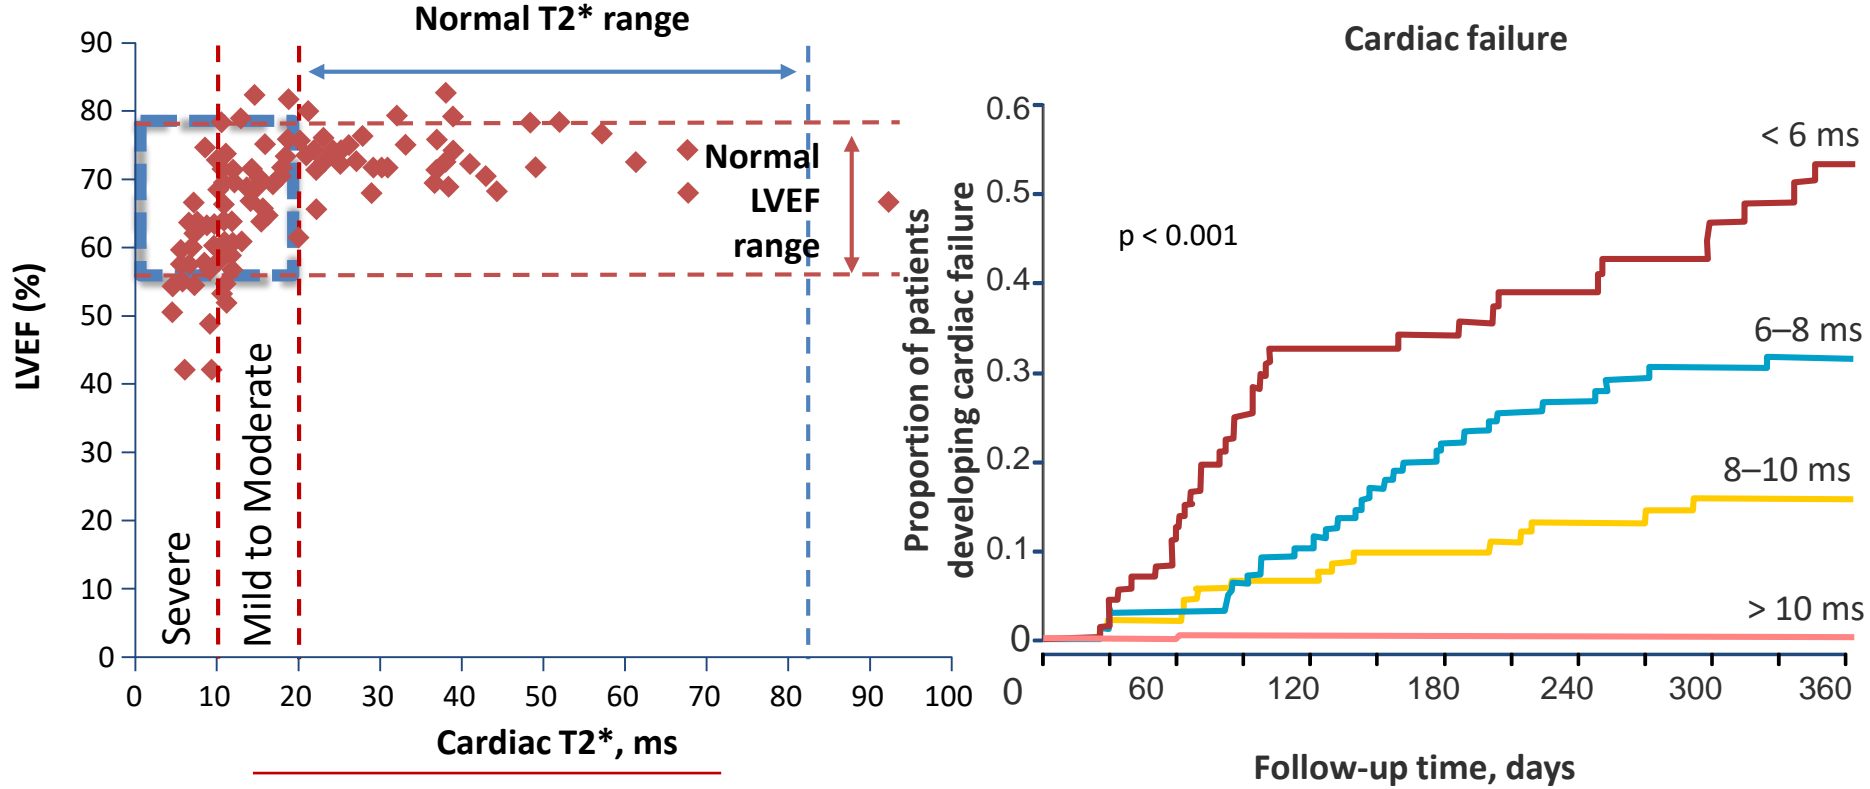 Normal T2* range
90
80
70
60
50
40
30
20
10
0
LVEF (%)
Normal
LVEF
range
Severe
Mild to Moderate
0 10 20 30 40 50 60 70 80 90 100
Cardiac T2*, ms
Cardiac failure
0.6
0.5
0.4
0.3
0.2
0.1
0
Proportion of patients
developing cardiac failure
p < 0.001
< 6 ms
6–8 ms
8–10 ms
> 10 ms
0 60 120 180 240 300 360
Follow-up time, days